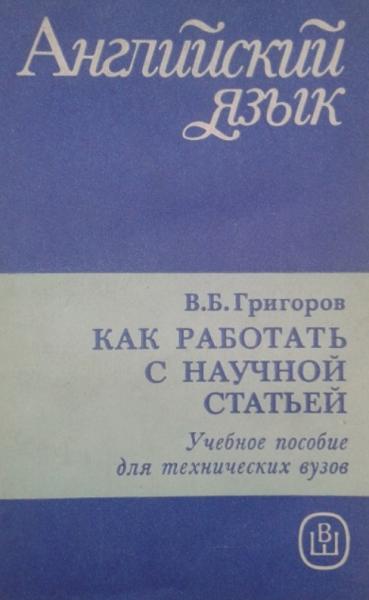 Английский
язык
В.Б.Григоров
КАК РАБОТАТЬ
С НАУЧНОЙ
СТАТЬЕЙ
Учебное пособие
для технических вузов
ВШ